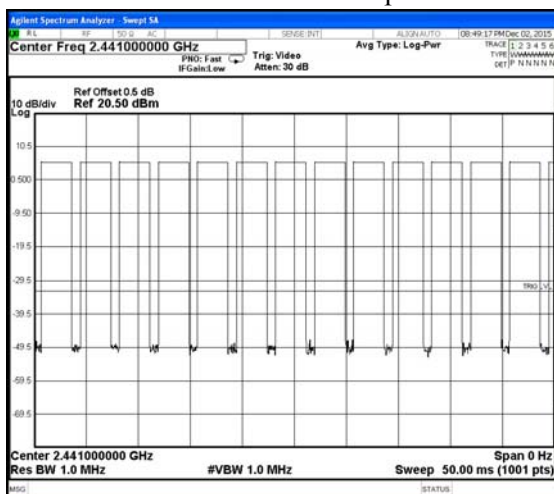 Agilent Spectrum Analyzer - Swept SA
RL RF 50 Ω AC SENSE:INT ALIGN AUTO 08:49:17 PM Dec 02, 2015
Center Freq 2.441000000 GHz
PNO: Fast
IFGain:Low
Trig: Video
Atten: 30 dB
Avg Type: Log-Pwr
TRACE 1 2 3 4 5 6
TYPE
DET P N N N N N
Ref Offset 0.5 dB
10 dB/div Ref 20.50 dBm
Log
10.5
0.500
-9.50
-19.5
-29.5
TRIG LVL
-39.5
-49.5
-59.5
-69.5
Center 2.441000000 GHz Span 0 Hz
Res BW 1.0 MHz #VBW 1.0 MHz Sweep 50.00 ms (1001 pts)
MSG STATUS